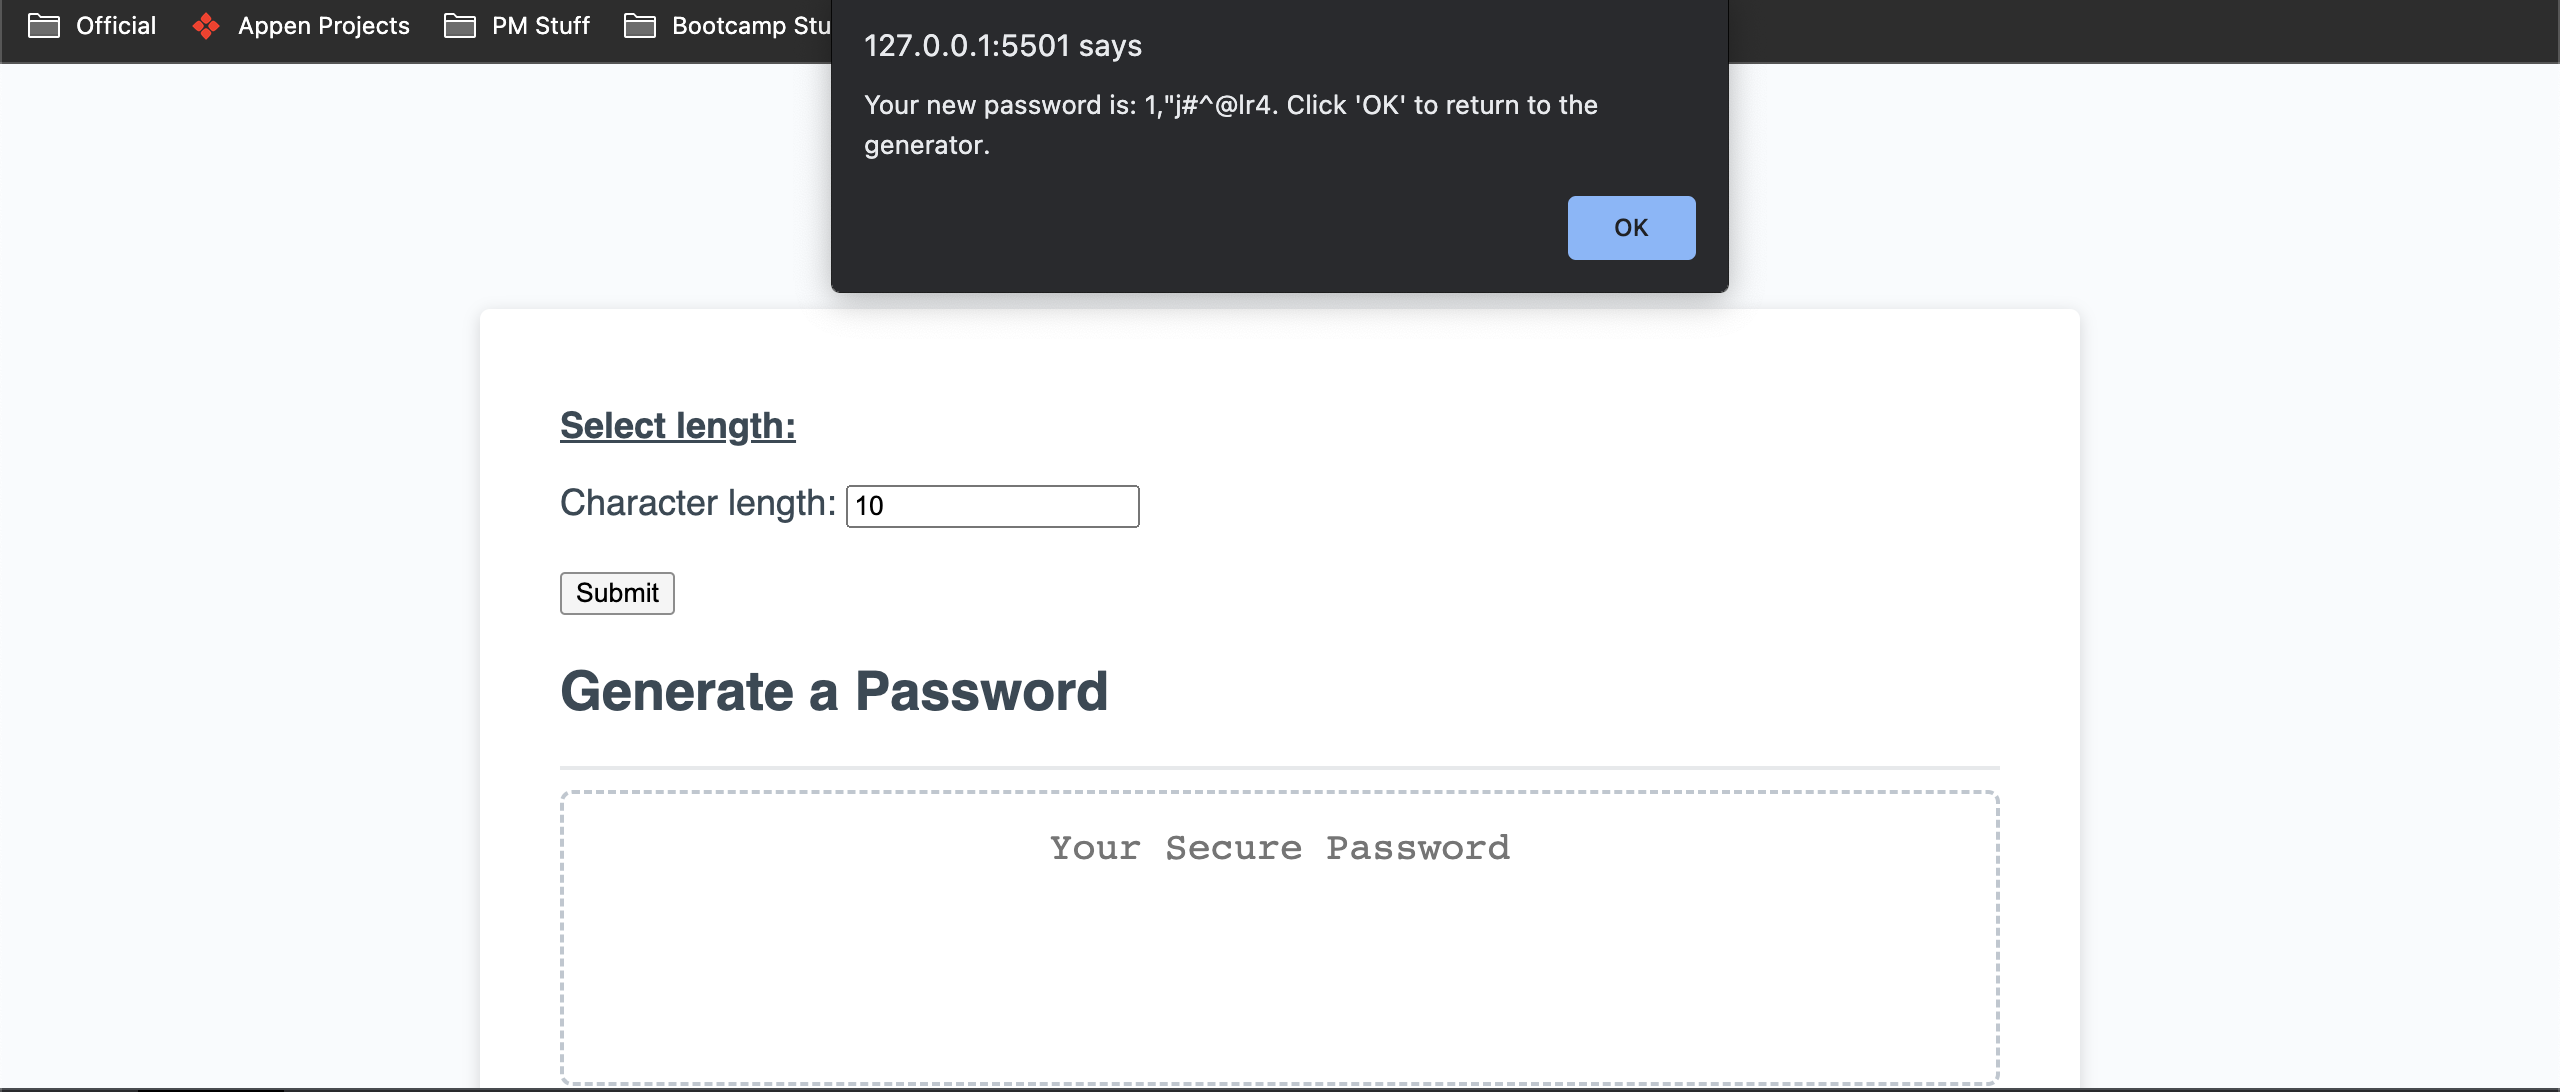 Official Appen Projects PM Stuff Bootcamp Stu
127.0.0.1:5501 says
Your new password is: 1,"j#^@lr4. Click 'OK' to return to the
generator.
OK
Select length:
Character length: 10
Submit
Generate a Password
Your Secure Password